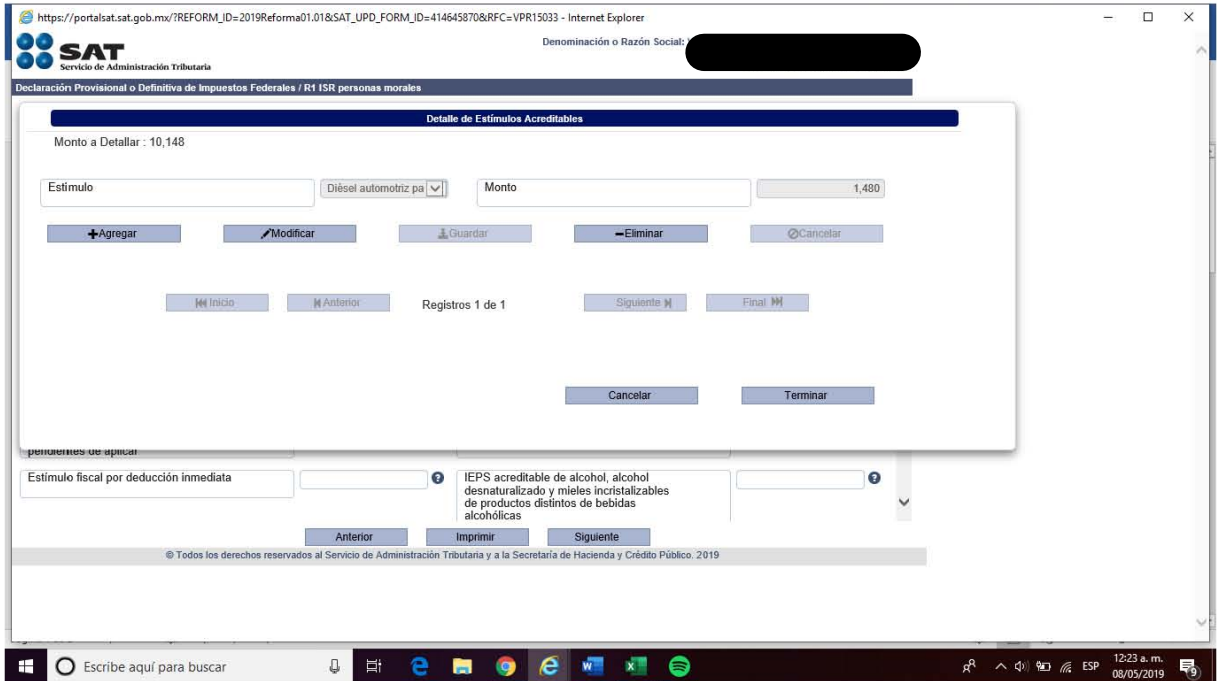 https://portalsat.sat.gob.mx/?REFORM_ID=2019Reforma01.01&SAT_UPD_FORM_ID=414645870&RFC=VPR15033 - Internet Explorer
SAT
Servicio de Administración Tributaria
Denominación o Razón Social:
Declaración Provisional o Definitiva de Impuestos Federales / R1 ISR personas morales
Detalle de Estímulos Acreditables
Monto a Detallar : 10,148
Estimulo
Diésel automotriz pa
Monto
1,480
Agregar
Modificar
Guardar
Eliminar
Cancelar
Inicio
Anterior
Registros 1 de 1
Siguiente
Final
Cancelar
Terminar
pendientes de aplicar
Estímulo fiscal por deducción inmediata
IEPS acreditable de alcohol, alcohol
desnaturalizado y mieles incristalizables
de productos distintos de bebidas
alcohólicas
Anterior
Imprimir
Siguiente
© Todos los derechos reservados al Servicio de Administración Tributaria y a la Secretaría de Hacienda y Crédito Público. 2019
Escribe aquí para buscar
ESP
12:23 a. m.
08/05/2019